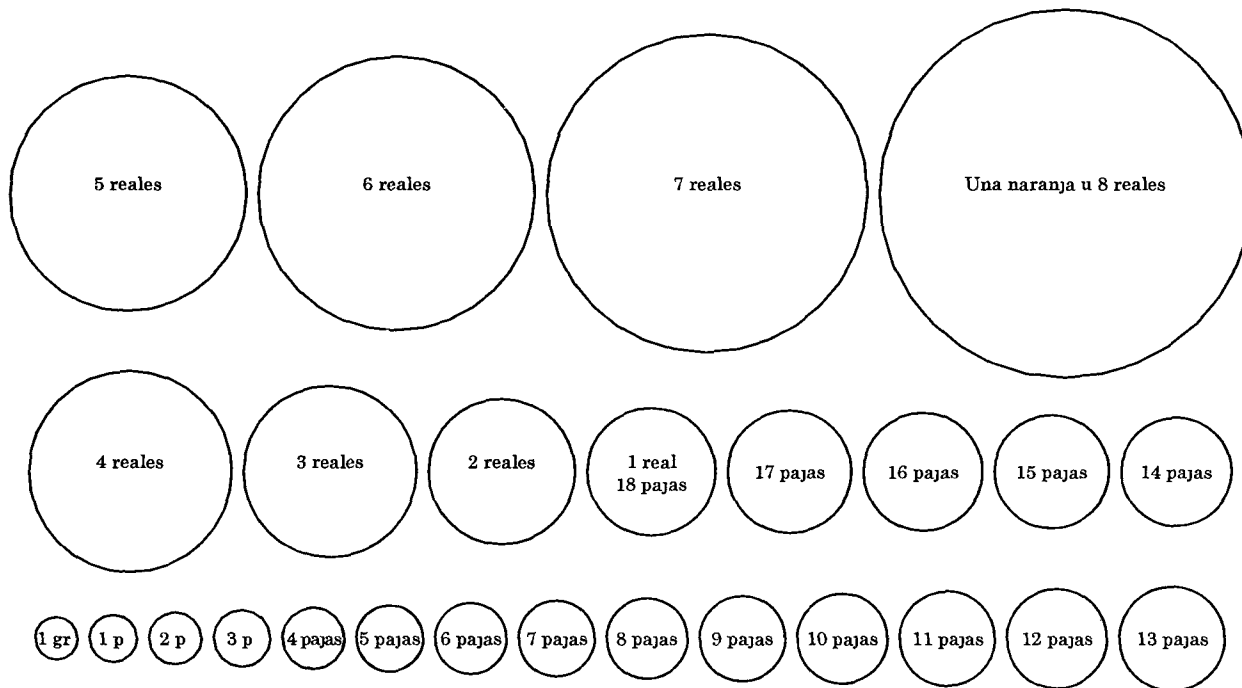 5 reales
6 reales
7 reales
Una naranja u 8 reales
4 reales
3 reales
2 reales
1 real
18 pajas
17 pajas
16 pajas
15 pajas
14 pajas
1 gr
1 p
2 p
3 p
4 pajas
5 pajas
6 pajas
7 pajas
8 pajas
9 pajas
10 pajas
11 pajas
12 pajas
13 pajas